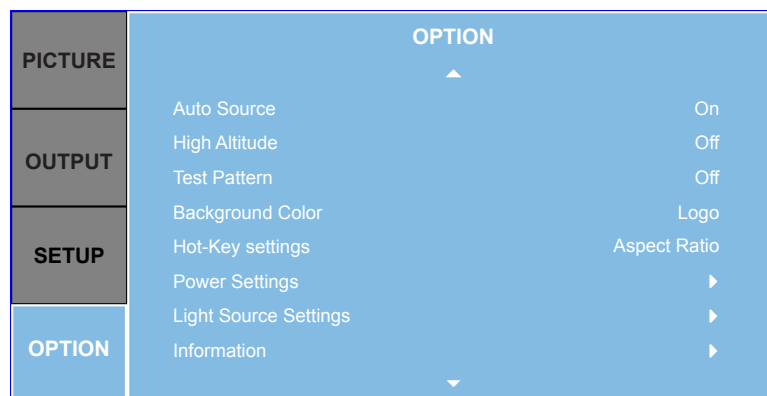 PICTURE
OUTPUT
SETUP
OPTION
OPTION
Auto Source On
High Altitude Off
Test Pattern Off
Background Color Logo
Hot-Key settings Aspect Ratio
Power Settings
Light Source Settings
Information